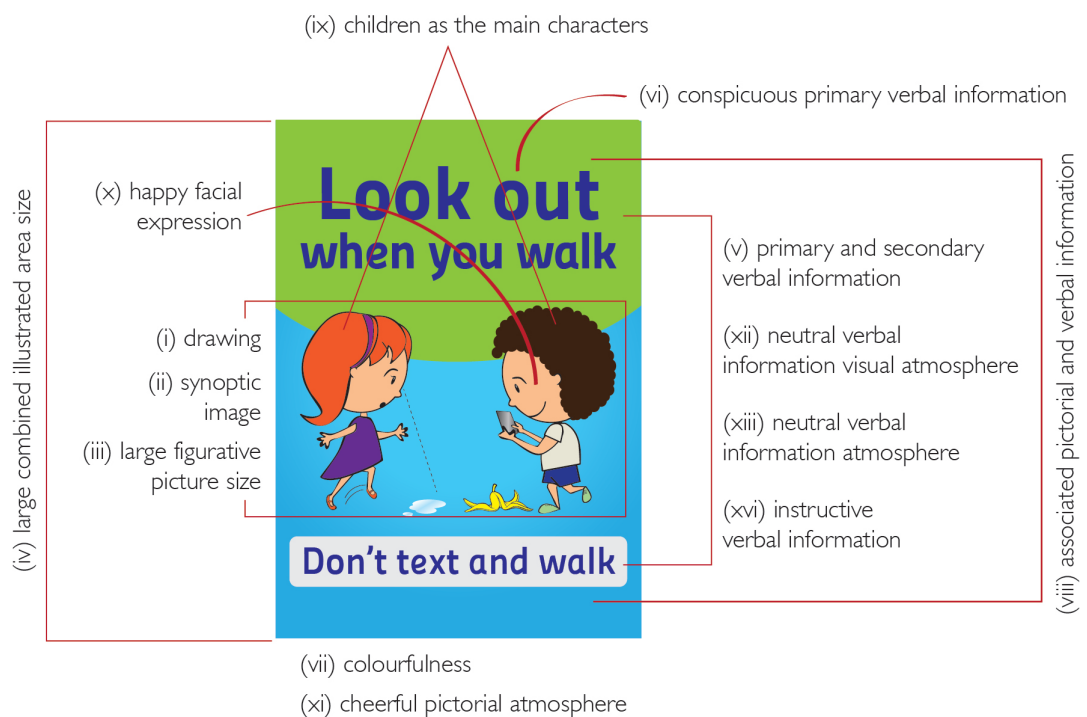 (ix) children as the main characters
(vi) conspicuous primary verbal information
(iv) large combined illustrated area size
(x) happy facial
expression
Look out
when you walk
(v) primary and secondary
verbal information
(i) drawing
(ii) synoptic
image
(iii) large figurative
picture size
(xii) neutral verbal
information visual atmosphere
(xiii) neutral verbal
information atmosphere
(xvi) instructive
verbal information
Don't text and walk
(viii) associated pictorial and verbal information
(vii) colourfulness
(xi) cheerful pictorial atmosphere